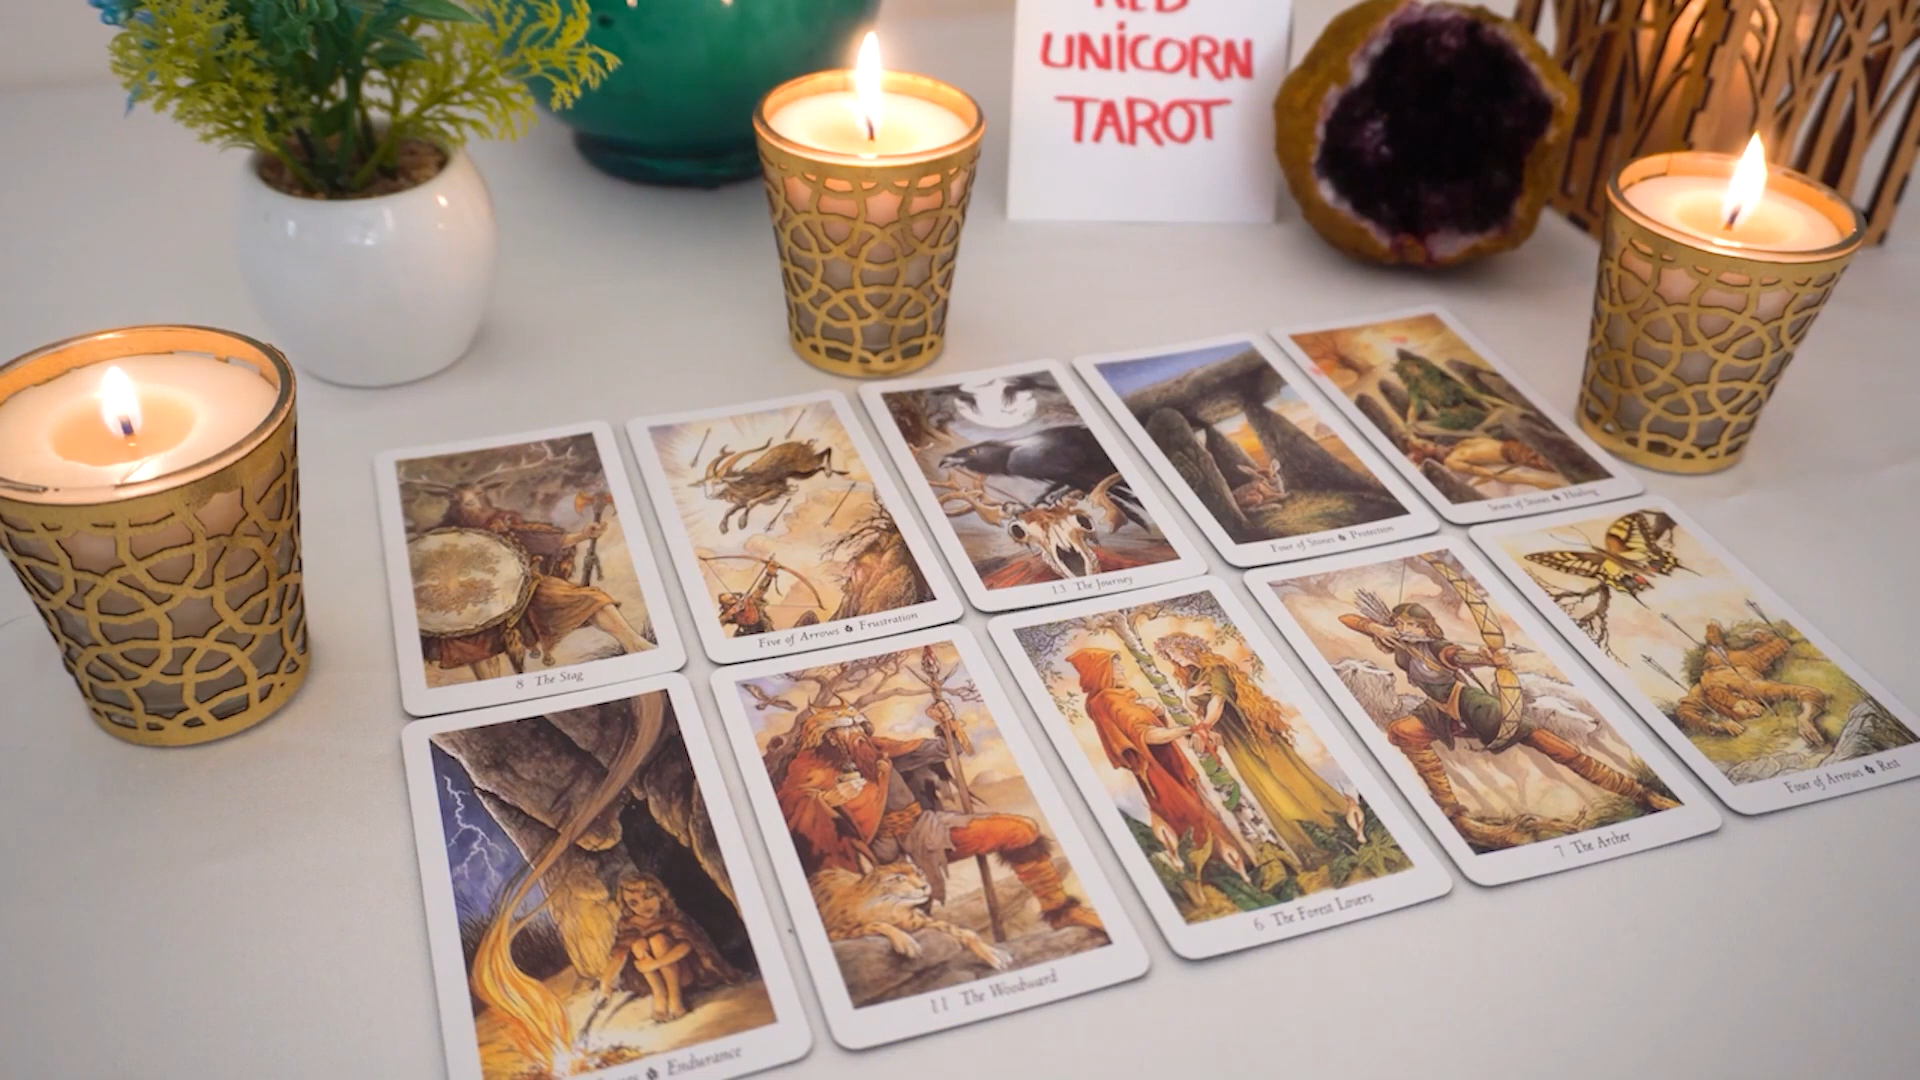 RED
UNiCORN
TAROT
8 The Stag
Five of Arrows Frustration
13 The Journey
Four of Stones Protection
Seven of Stones Healing
Endurance
11 The Woodward
6 The Forest Lovers
7 The Archer
Four of Arrows Rest